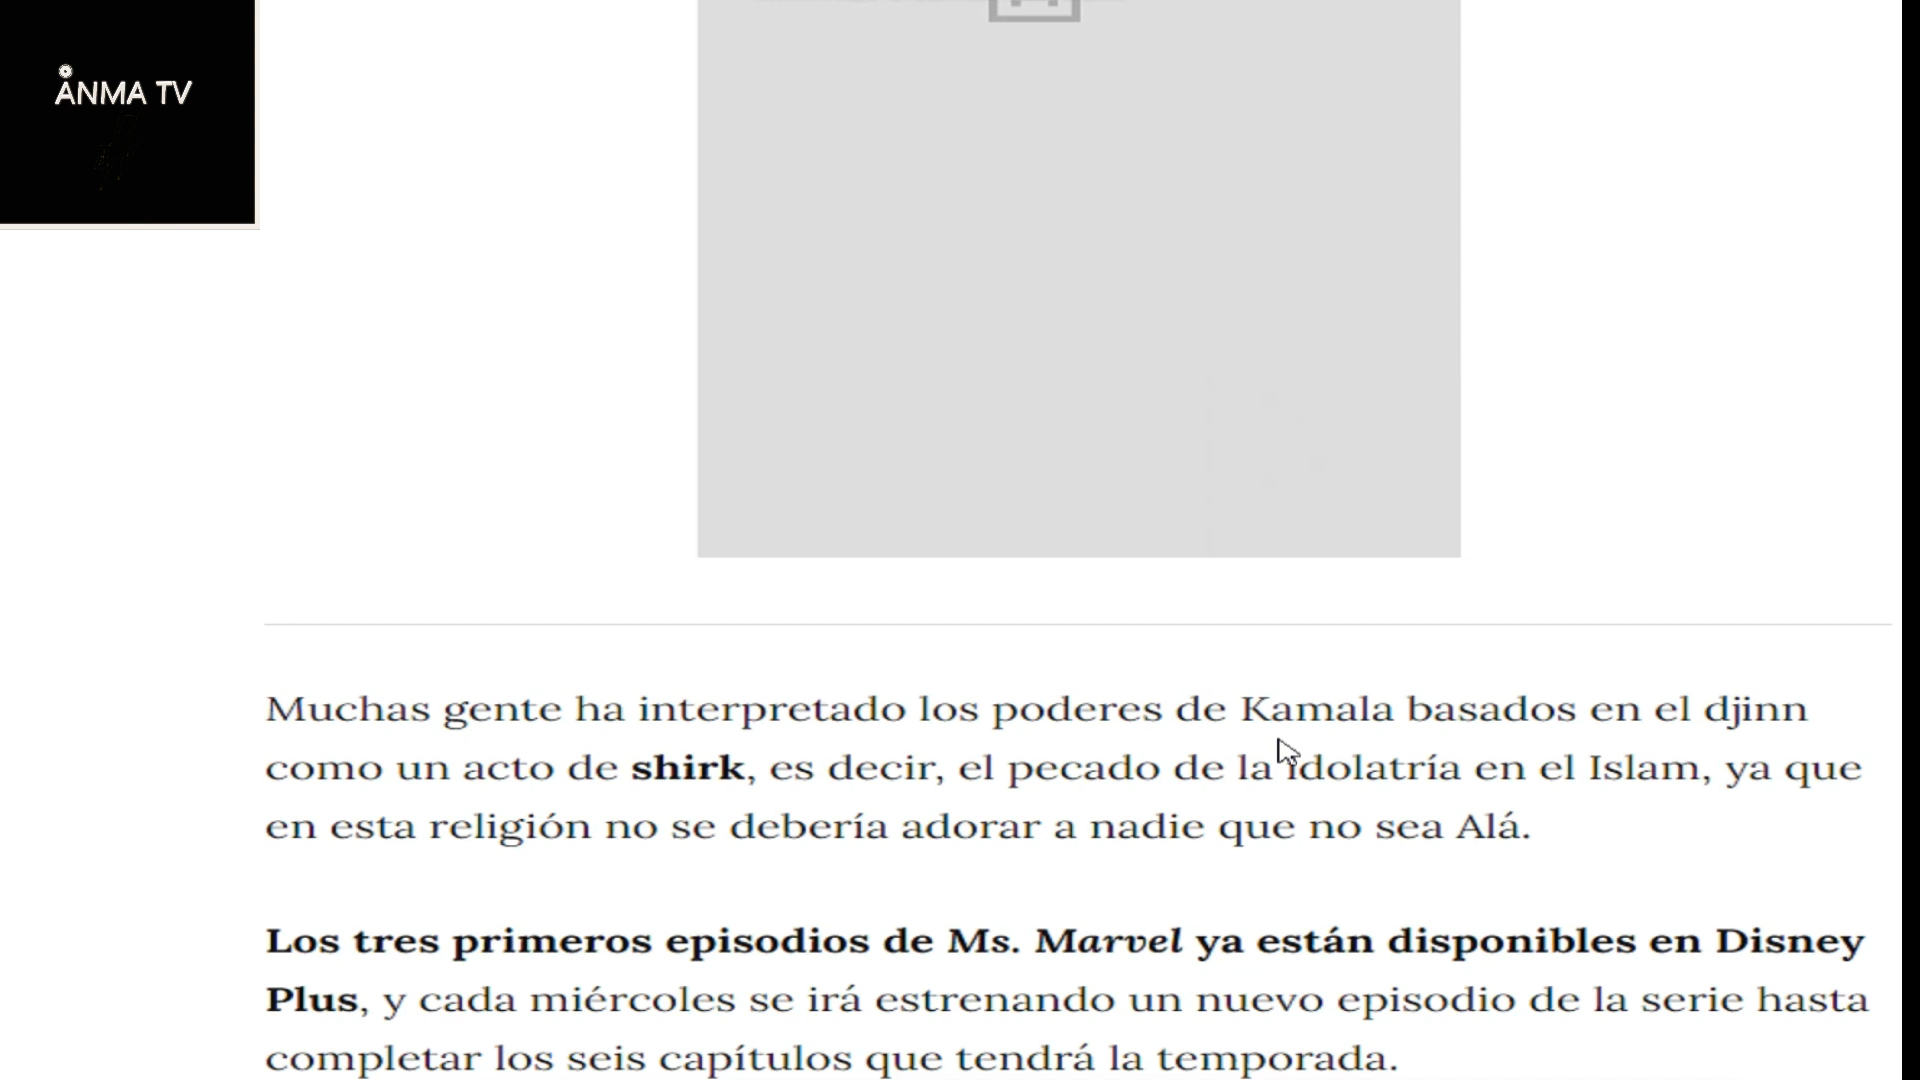 ANMA TV
Muchas gente ha interpretado los poderes de Kamala basados en el djinn
como un acto de shirk, es decir, el pecado de la idolatría en el Islam, ya que
en esta religión no se debería adorar a nadie que no sea Alá.
Los tres primeros episodios de Ms. Marvel ya están disponibles en Disney
Plus, y cada miércoles se irá estrenando un nuevo episodio de la serie hasta
completar los seis capítulos que tendrá la temporada.